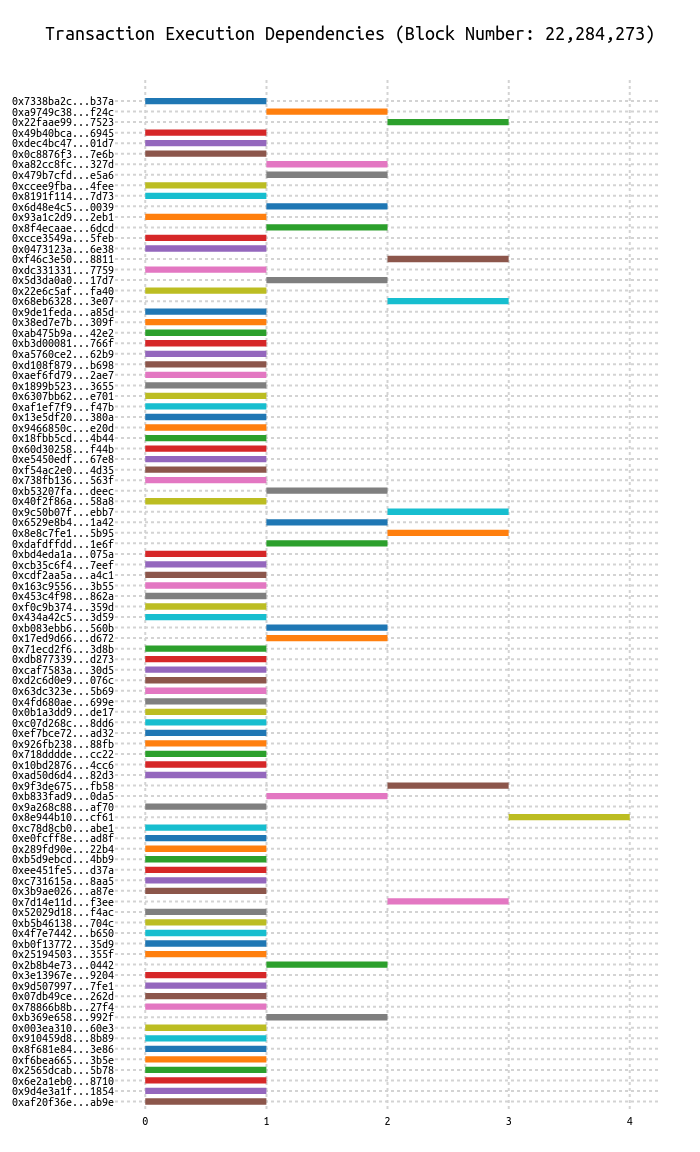 Transaction Execution Dependencies (Block Number: 22,284,273)
0x7338ba2c...b37a
0xa9749c38...f24c
0x22faae99...7523
0x49b40bca...6945
0xdec4bc47...01d7
0x0c8876f3...7e6b
0xa82cc8fc...327d
0x479b7cfd...e5a6
0xccee9fba...4fee
0x8191f114...7d73
0x6d48e4c5...0039
0x93a1c2d9...2eb1
0x8f4ecaae...6dcd
0xcce3549a...5feb
0x0473123a...6e38
0xf46c3e50...8811
0xdc331331...7759
0x5d3da0a0...17d7
0x22e6c5af...fa40
0x68eb6328...3e07
0x9de1feda...a85d
0x38ed7e7b...309f
0xab475b9a...42e2
0xb3d00081...766f
0xa5760ce2...62b9
0xd108f879...b698
0xaef6fd79...2ae7
0x1899b523...3655
0x6307bb62...e701
0xaf1ef7f9...f47b
0x13e5df20...380a
0x9466850c...e20d
0x18fbb5cd...4b44
0x60d30258...f44b
0xe5450edf...67e8
0xf54ac2e0...4d35
0x738fb136...563f
0xb53207fa...deec
0x40f2f86a...58a8
0x9c50b07f...ebb7
0x6529e8b4...1a42
0x8e8c7fe1...5b95
0xdafdffdd...1e6f
0xbd4eda1a...075a
0xcb35c6f4...7eef
0xcdf2aa5a...a4c1
0x163c9556...3b55
0x453c4f98...862a
0xf0c9b374...359d
0x434a42c5...3d59
0xb083ebb6...560b
0x17ed9d66...d672
0x71ecd2f6...3d8b
0xdb877339...d273
0xcaf7583a...30d5
0xd2c6d0e9...076c
0x63dc323e...5b69
0x4fd680ae...699e
0x0b1a3dd9...de17
0xc07d268c...8dd6
0xef7bce72...ad32
0x926fb238...88fb
0x718dddde...cc22
0x10bd2876...4cc6
0xad50d6d4...82d3
0x9f3de675...fb58
0xb833fad9...0da5
0x9a268c88...af70
0x8e944b10...cf61
0xc78d8cb0...abe1
0xe0fcff8e...ad8f
0x289fd90e...22b4
0xb5d9ebcd...4bb9
0xee451fe5...d37a
0xc731615a...8aa5
0x3b9ae026...a87e
0x7d14e11d...f3ee
0x52029d18...f4ac
0xb5b46138...704c
0x4f7e7442...b650
0xb0f13772...35d9
0x25194503...355f
0x2b8b4e73...0442
0x3e13967e...9204
0x9d507997...7fe1
0x07db49ce...262d
0x78866b8b...27f4
0xb369e658...992f
0x003ea310...60e3
0x910459d8...8b89
0x8f681e84...3e86
0xf6bea665...3b5e
0x2565dcab...5b78
0x6e2a1eb0...8710
0x9d4e3a1f...1854
0xaf20f36e...ab9e
0 1 2 3 4